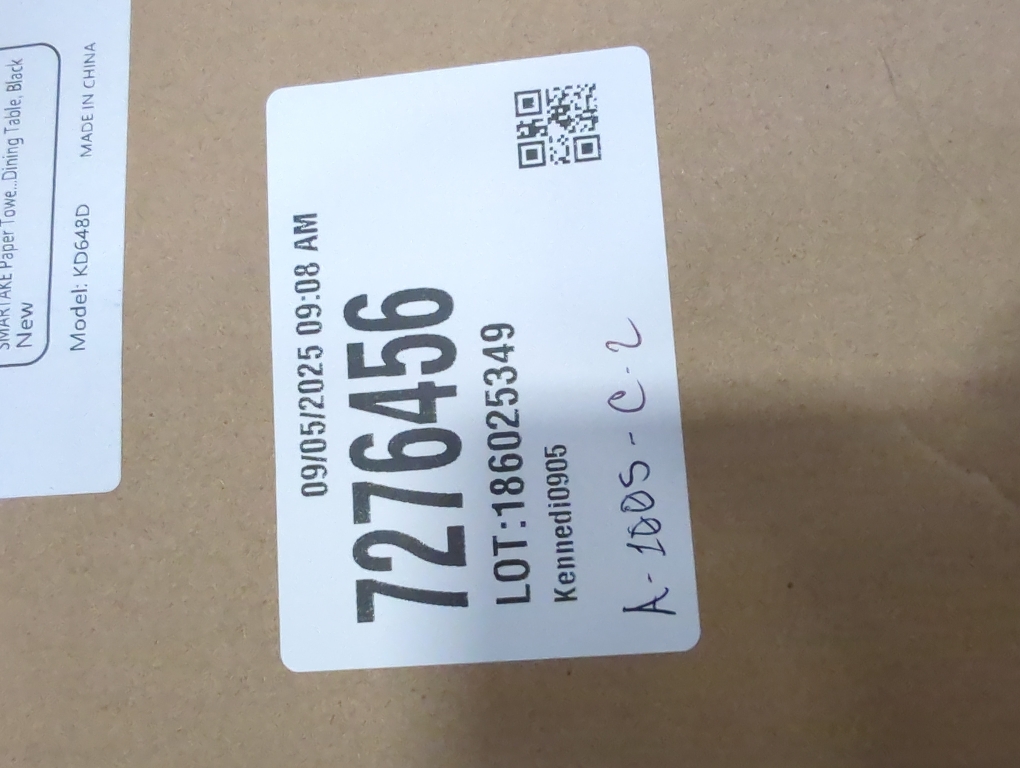 SMARTAKE Paper Towe...Dining Table, Black
New
Model: KD648D MADE IN CHINA
09/05/2025 09:08 AM
7276456
LOT:186025349
Kennedi0905
A-1005-C-2